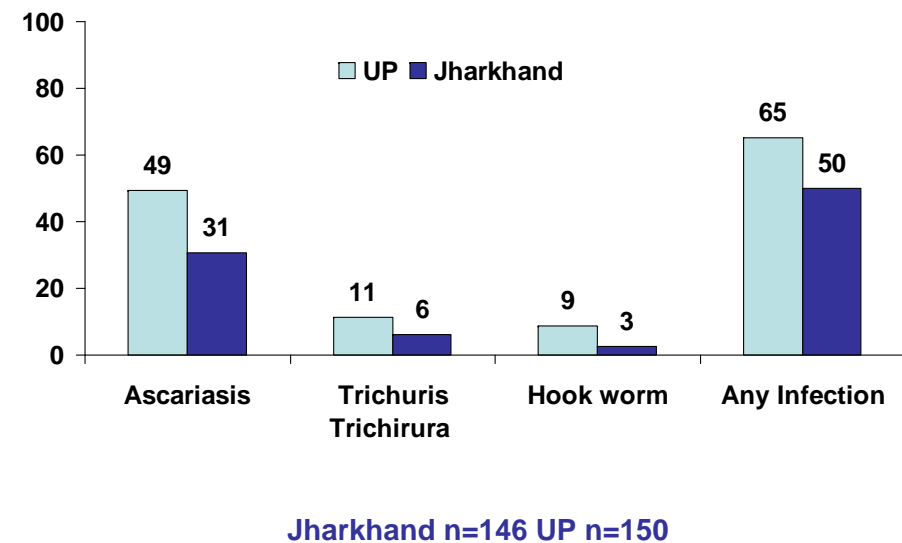 100
80
60
40
20
0
UP Jharkhand
49
31
11
6
9
3
65
50
Ascariasis
Trichuris
Trichirura
Hook worm
Any Infection
Jharkhand n=146 UP n=150